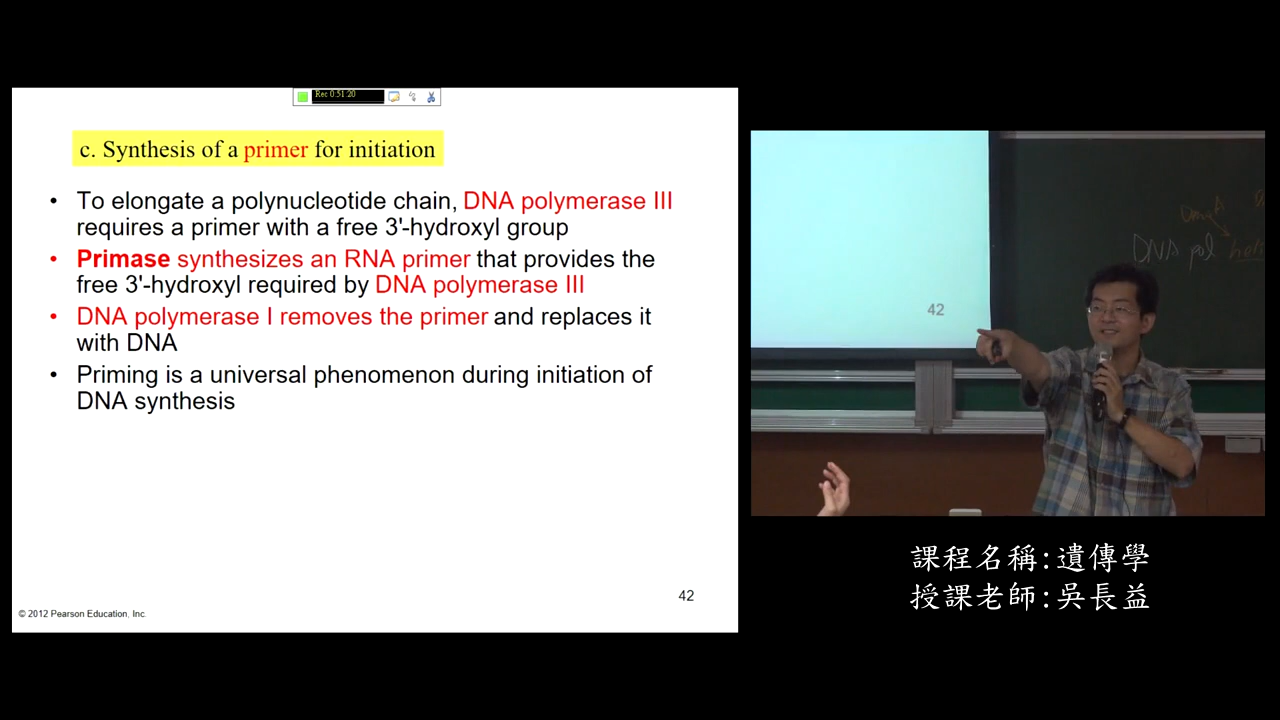 Rec 0:51:20
c. Synthesis of a primer for initiation
• To elongate a polynucleotide chain, DNA polymerase III
requires a primer with a free 3'-hydroxyl group
• Primase synthesizes an RNA primer that provides the
free 3'-hydroxyl required by DNA polymerase III
• DNA polymerase I removes the primer and replaces it
with DNA
• Priming is a universal phenomenon during initiation of
DNA synthesis
42
© 2012 Pearson Education, Inc.
42
DNA pol
課程名稱:遺傳學
授課老師:吳長益